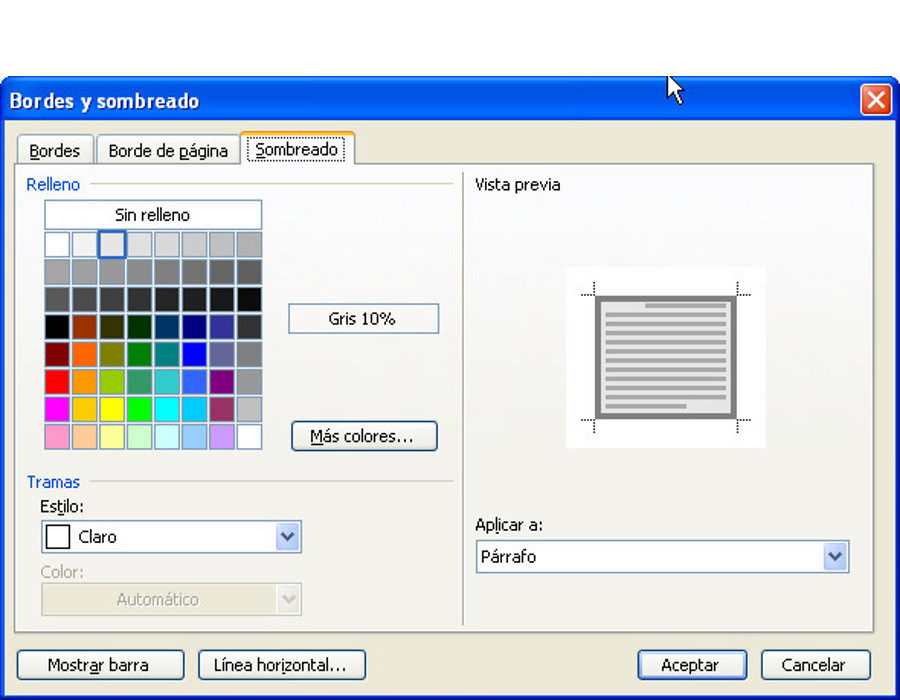 Bordes y sombreado
Bordes
Borde de página
Sombreado
Relleno
Sin relleno
Gris 10%
Más colores...
Tramas
Estilo:
Claro
Color:
Automático
Vista previa
Aplicar a:
Párrafo
Mostrar barra
Línea horizontal...
Aceptar
Cancelar